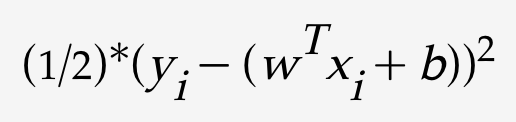 (1/2)*(y_i − (w^T x_i + b))^2